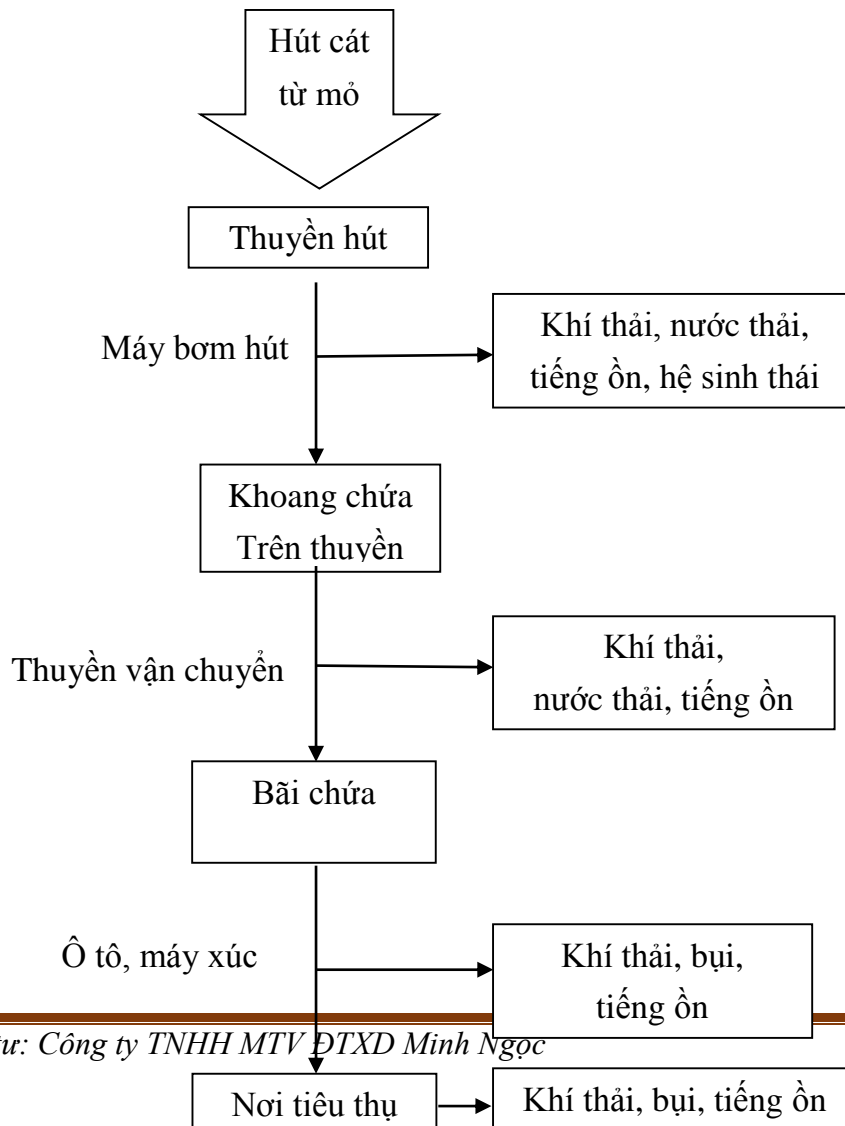 Hút cát
từ mỏ
Thuyền hút
Máy bơm hút
Khí thải, nước thải,
tiếng ồn, hệ sinh thái
Khoang chứa
Trên thuyền
Thuyền vận chuyển
Khí thải,
nước thải, tiếng ồn
Bãi chứa
Ô tô, máy xúc
Khí thải, bụi,
tiếng ồn
tư: Công ty TNHH MTV ĐTXD Minh Ngọc
Nơi tiêu thụ
Khí thải, bụi, tiếng ồn